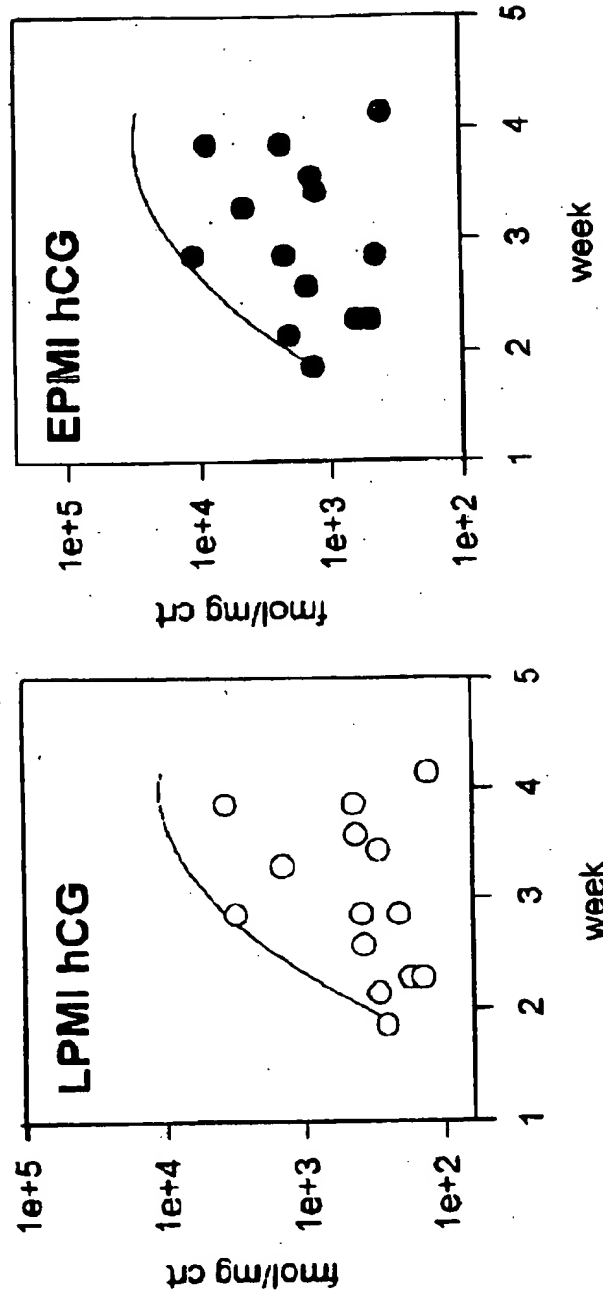 LPMI hCG
fmol/mg crt
1e+5
1e+4
1e+3
1e+2
1 2 3 4 5
week
EPMI hCG
fmol/mg crt
1e+5
1e+4
1e+3
1e+2
1 2 3 4 5
week